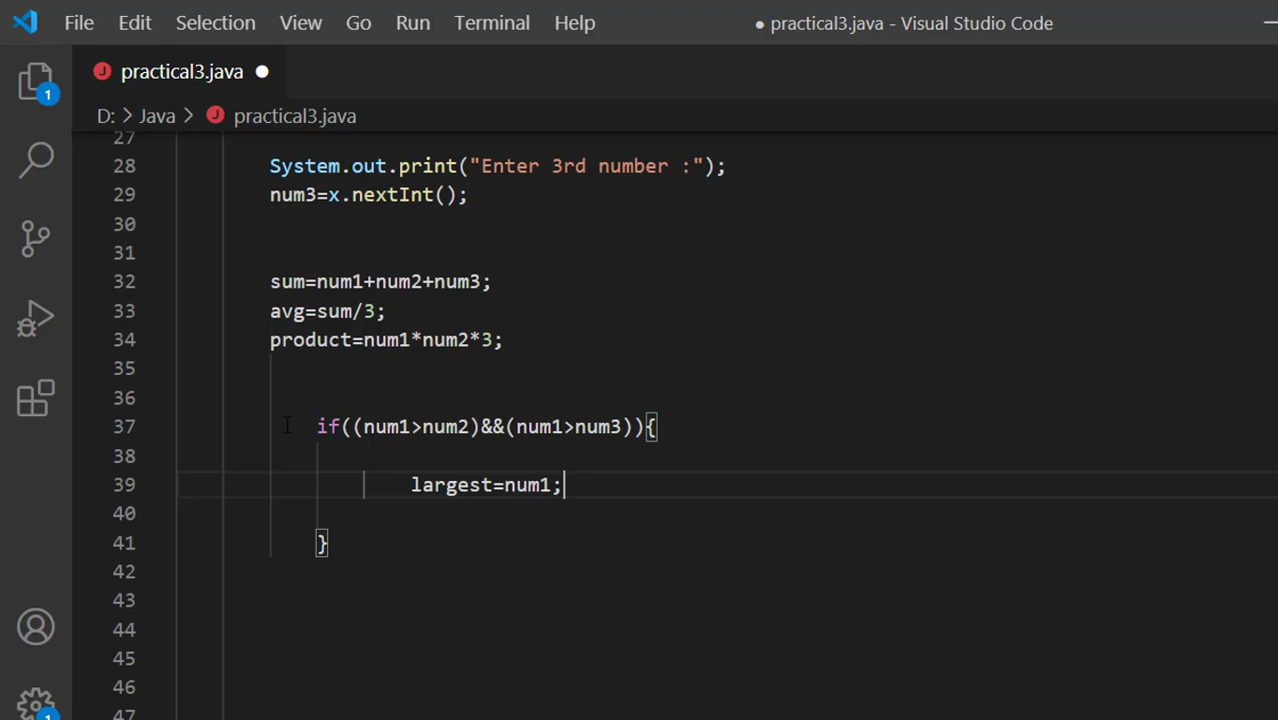 File Edit Selection View Go Run Terminal Help ● practical3.java - Visual Studio Code
1
J practical3.java ●
D: > Java > J practical3.java
27
28 System.out.print("Enter 3rd number :");
29 num3=x.nextInt();
30
31
32 sum=num1+num2+num3;
33 avg=sum/3;
34 product=num1*num2*3;
35
36
37 if((num1>num2)&&(num1>num3)){
38
39 largest=num1;
40
41 }
42
43
44
45
46
47
1